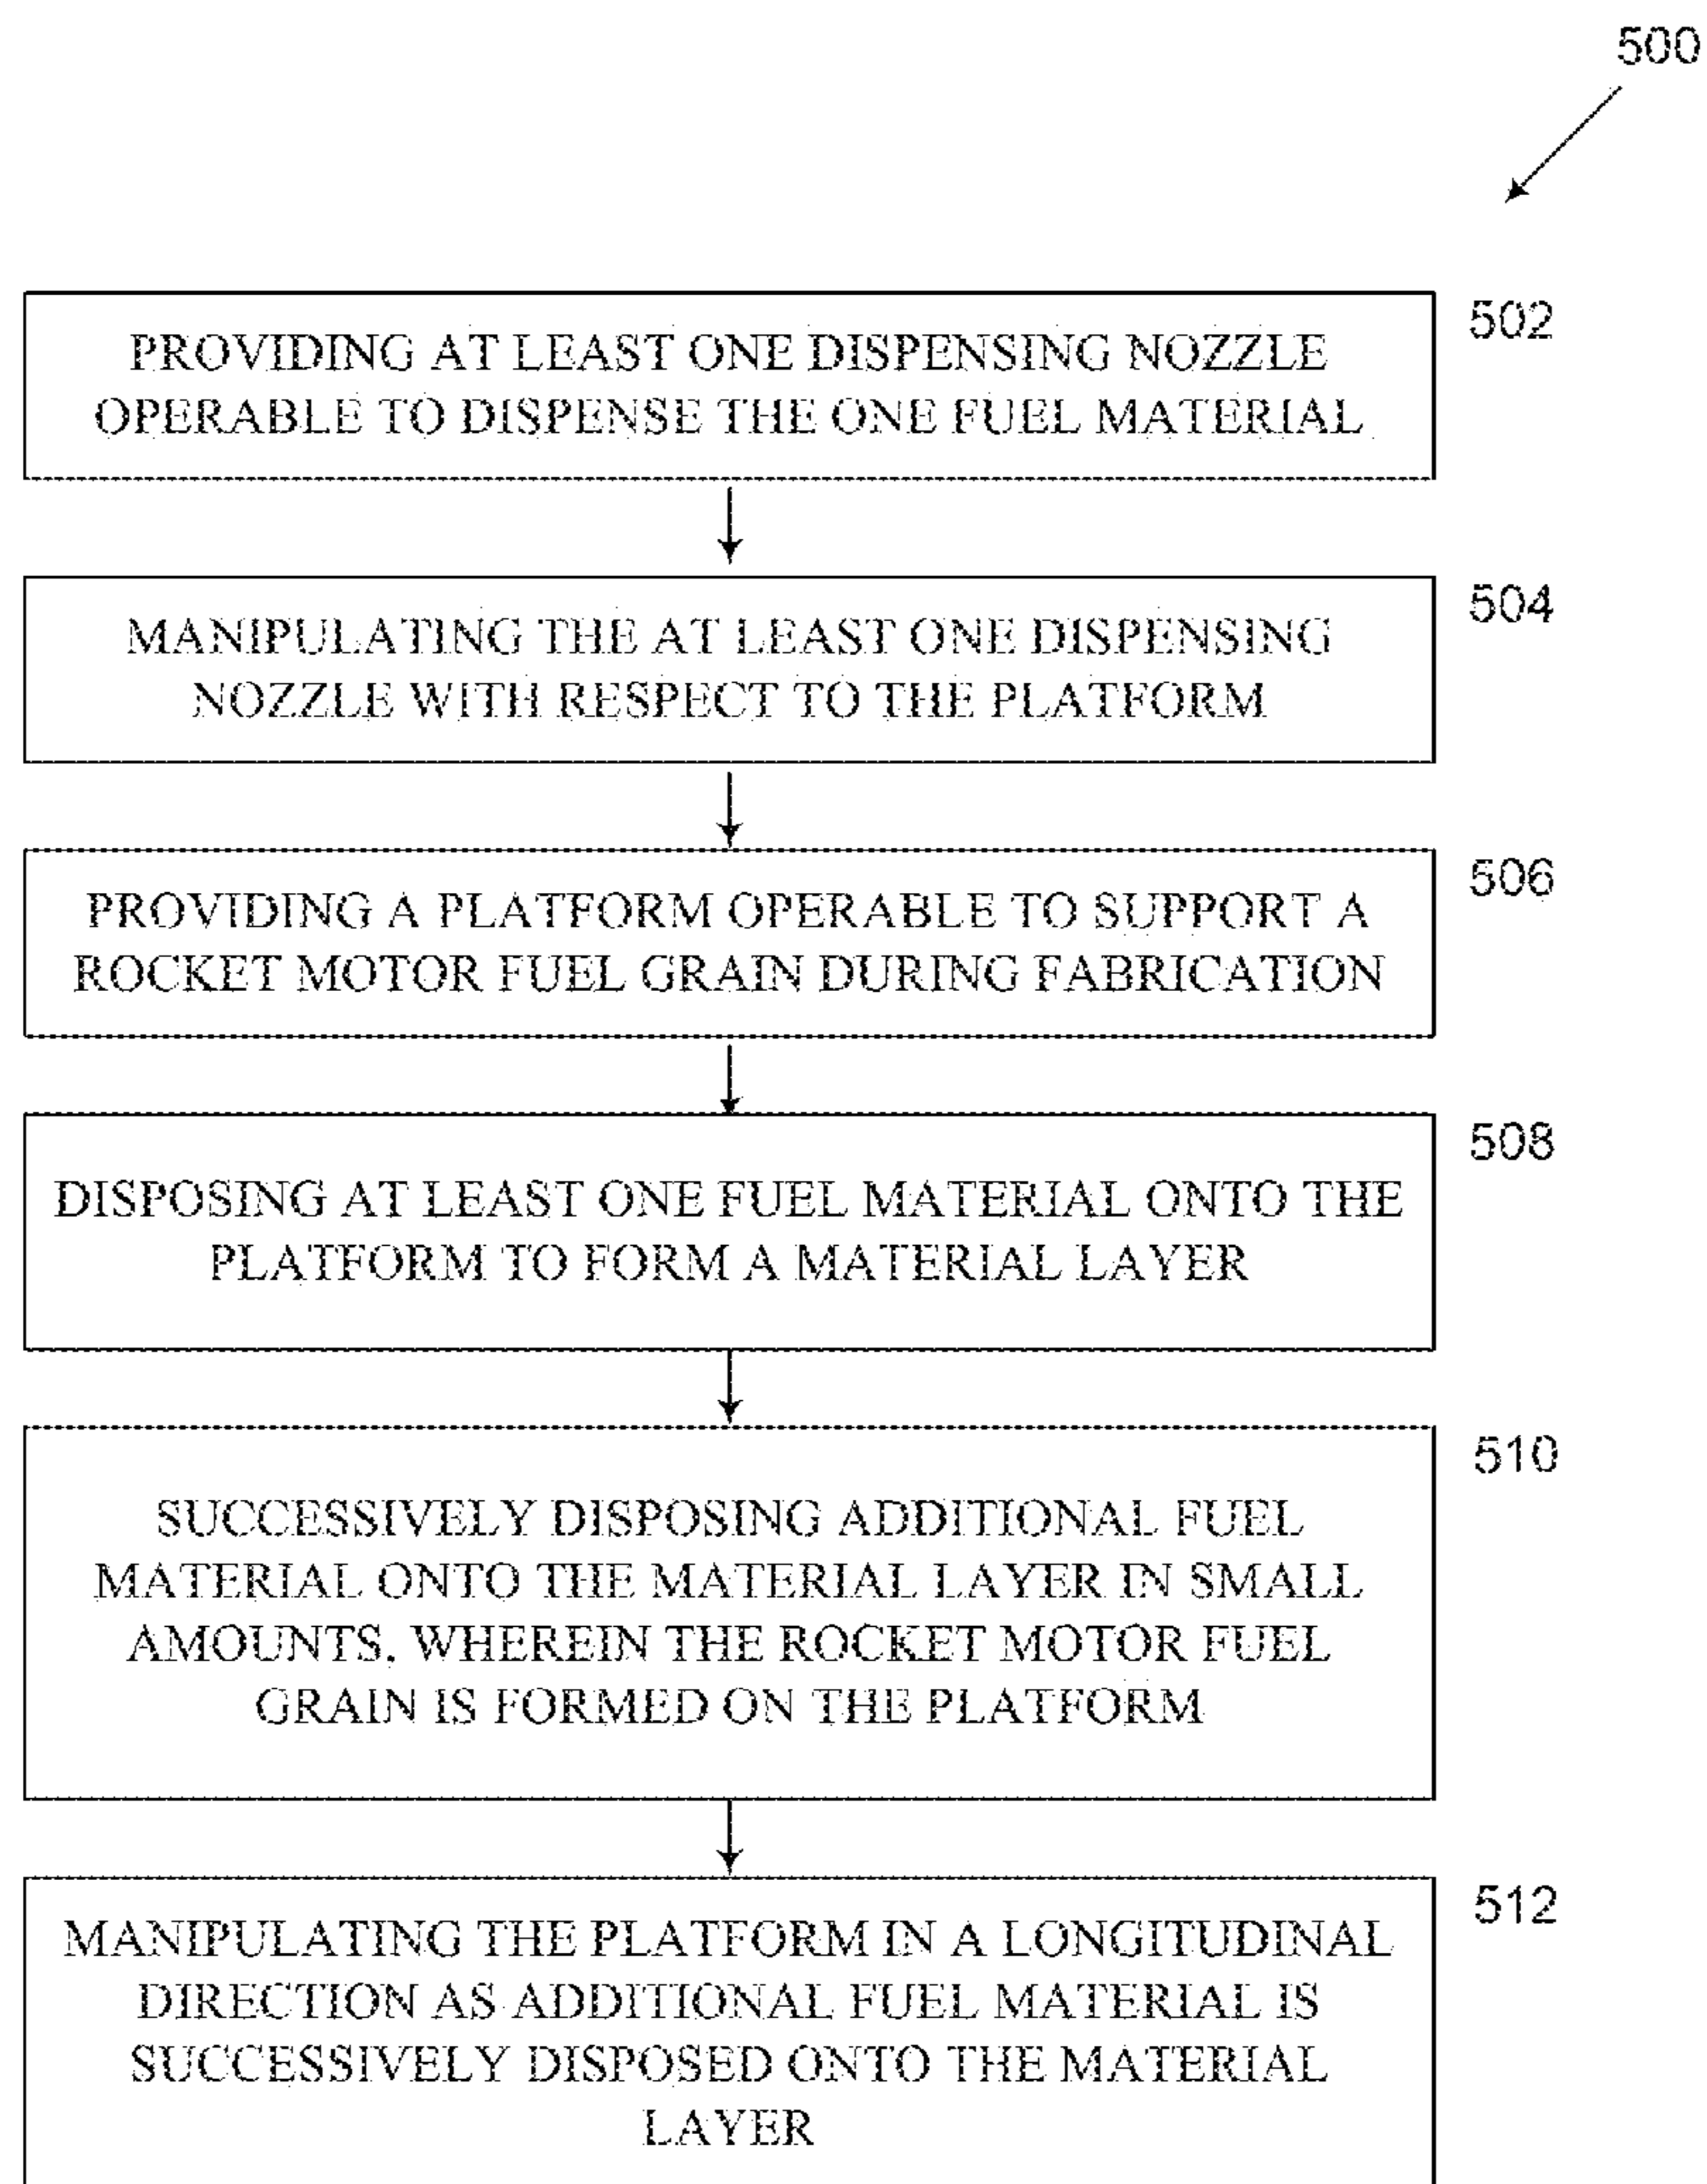 500
502
PROVIDING AT LEAST ONE DISPENSING NOZZLE
OPERABLE TO DISPENSE THE ONE FUEL MATERIAL
504
MANIPULATING THE AT LEAST ONE DISPENSING
NOZZLE WITH RESPECT TO THE PLATFORM
506
PROVIDING A PLATFORM OPERABLE TO SUPPORT A
ROCKET MOTOR FUEL GRAIN DURING FABRICATION
508
DISPOSING AT LEAST ONE FUEL MATERIAL ONTO THE
PLATFORM TO FORM A MATERIAL LAYER
510
SUCCESSIVELY DISPOSING ADDITIONAL FUEL
MATERIAL ONTO THE MATERIAL LAYER IN SMALL
AMOUNTS, WHEREIN THE ROCKET MOTOR FUEL
GRAIN IS FORMED ON THE PLATFORM
512
MANIPULATING THE PLATFORM IN A LONGITUDINAL
DIRECTION AS ADDITIONAL FUEL MATERIAL IS
SUCCESSIVELY DISPOSED ONTO THE MATERIAL
LAYER